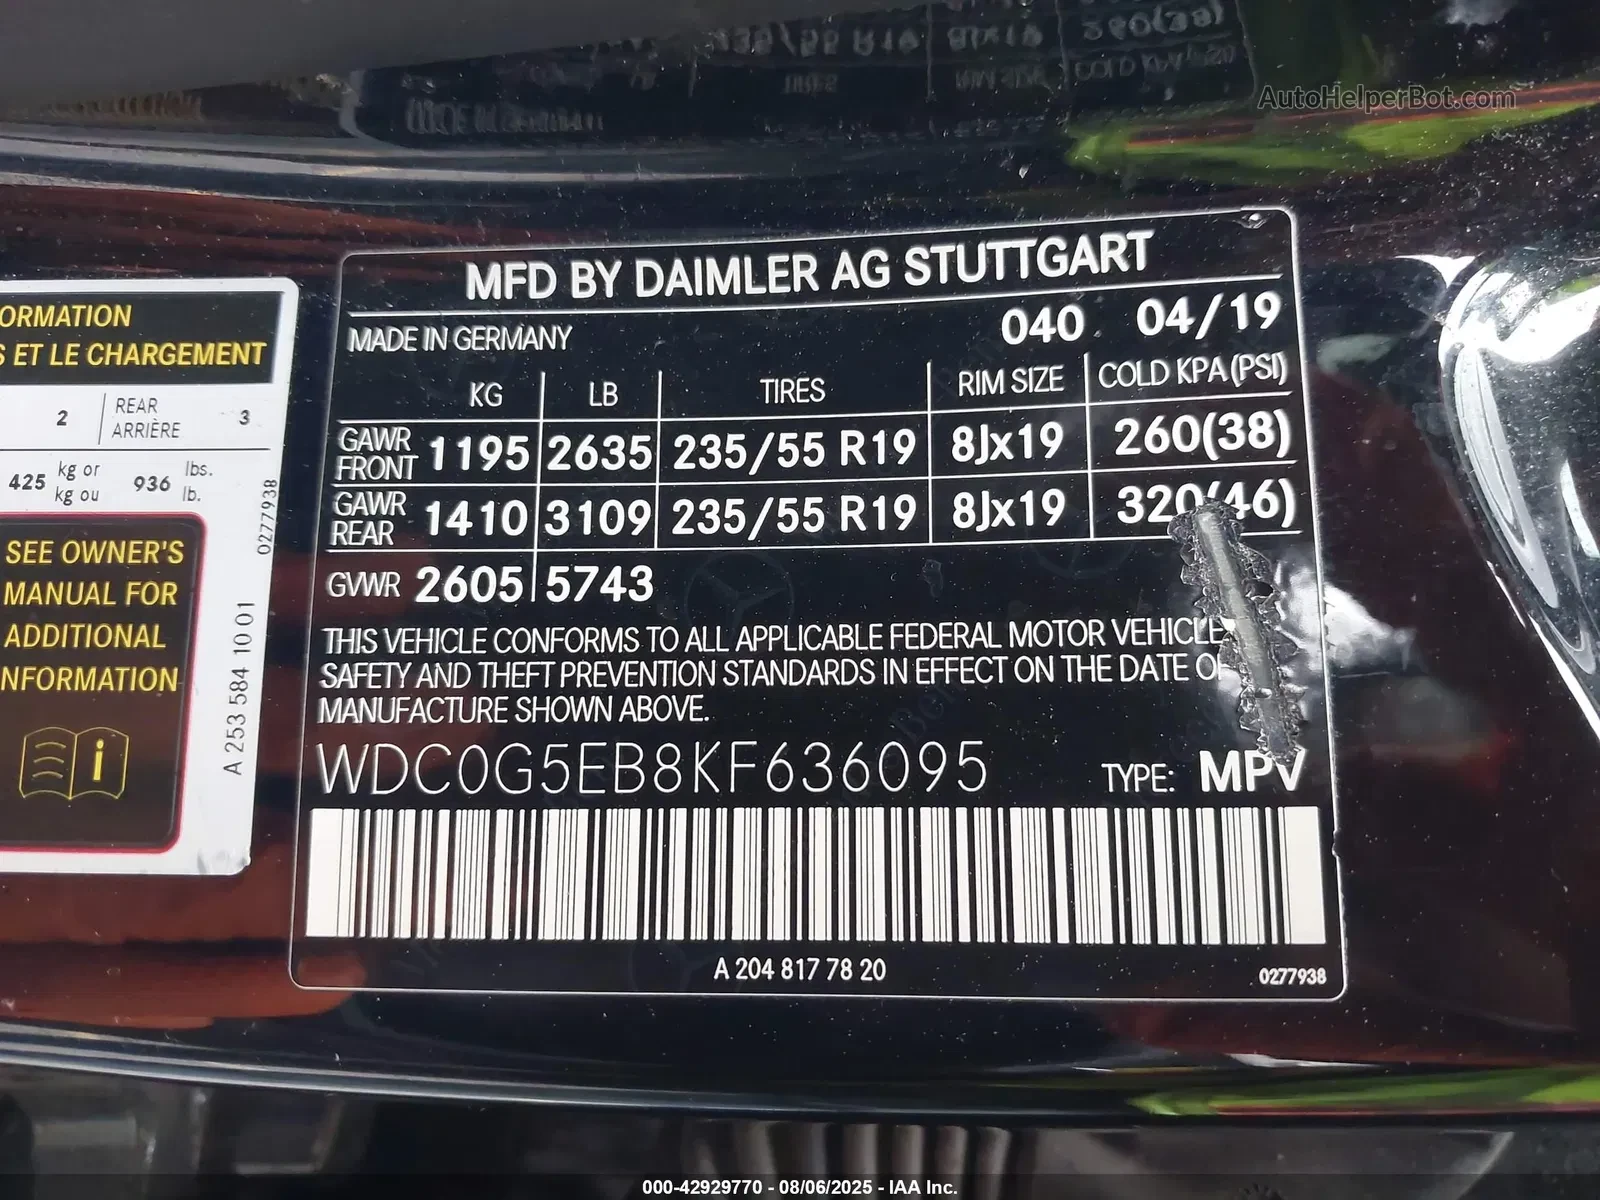 AutoHelperBot.com
MFD BY DAIMLER AG STUTTGART
MADE IN GERMANY 040 04/19
KG LB TIRES RIM SIZE COLD KPA (PSI)
GAWR FRONT 1195 2635 235/55 R19 8Jx19 260(38)
GAWR REAR 1410 3109 235/55 R19 8Jx19 320(46)
GVWR 2605 5743
THIS VEHICLE CONFORMS TO ALL APPLICABLE FEDERAL MOTOR VEHICLE
SAFETY AND THEFT PREVENTION STANDARDS IN EFFECT ON THE DATE OF
MANUFACTURE SHOWN ABOVE.
WDC0G5EB8KF636095 TYPE: MPV
A 204 817 78 20
0277938
ORMATION
S ET LE CHARGEMENT
2 REAR ARRIÈRE 3
425 kg or kg ou 936 lbs. lb.
SEE OWNER'S
MANUAL FOR
ADDITIONAL
NFORMATION
0277938
A 253 584 10 01
000-42929770 - 08/06/2025 - IAA Inc.